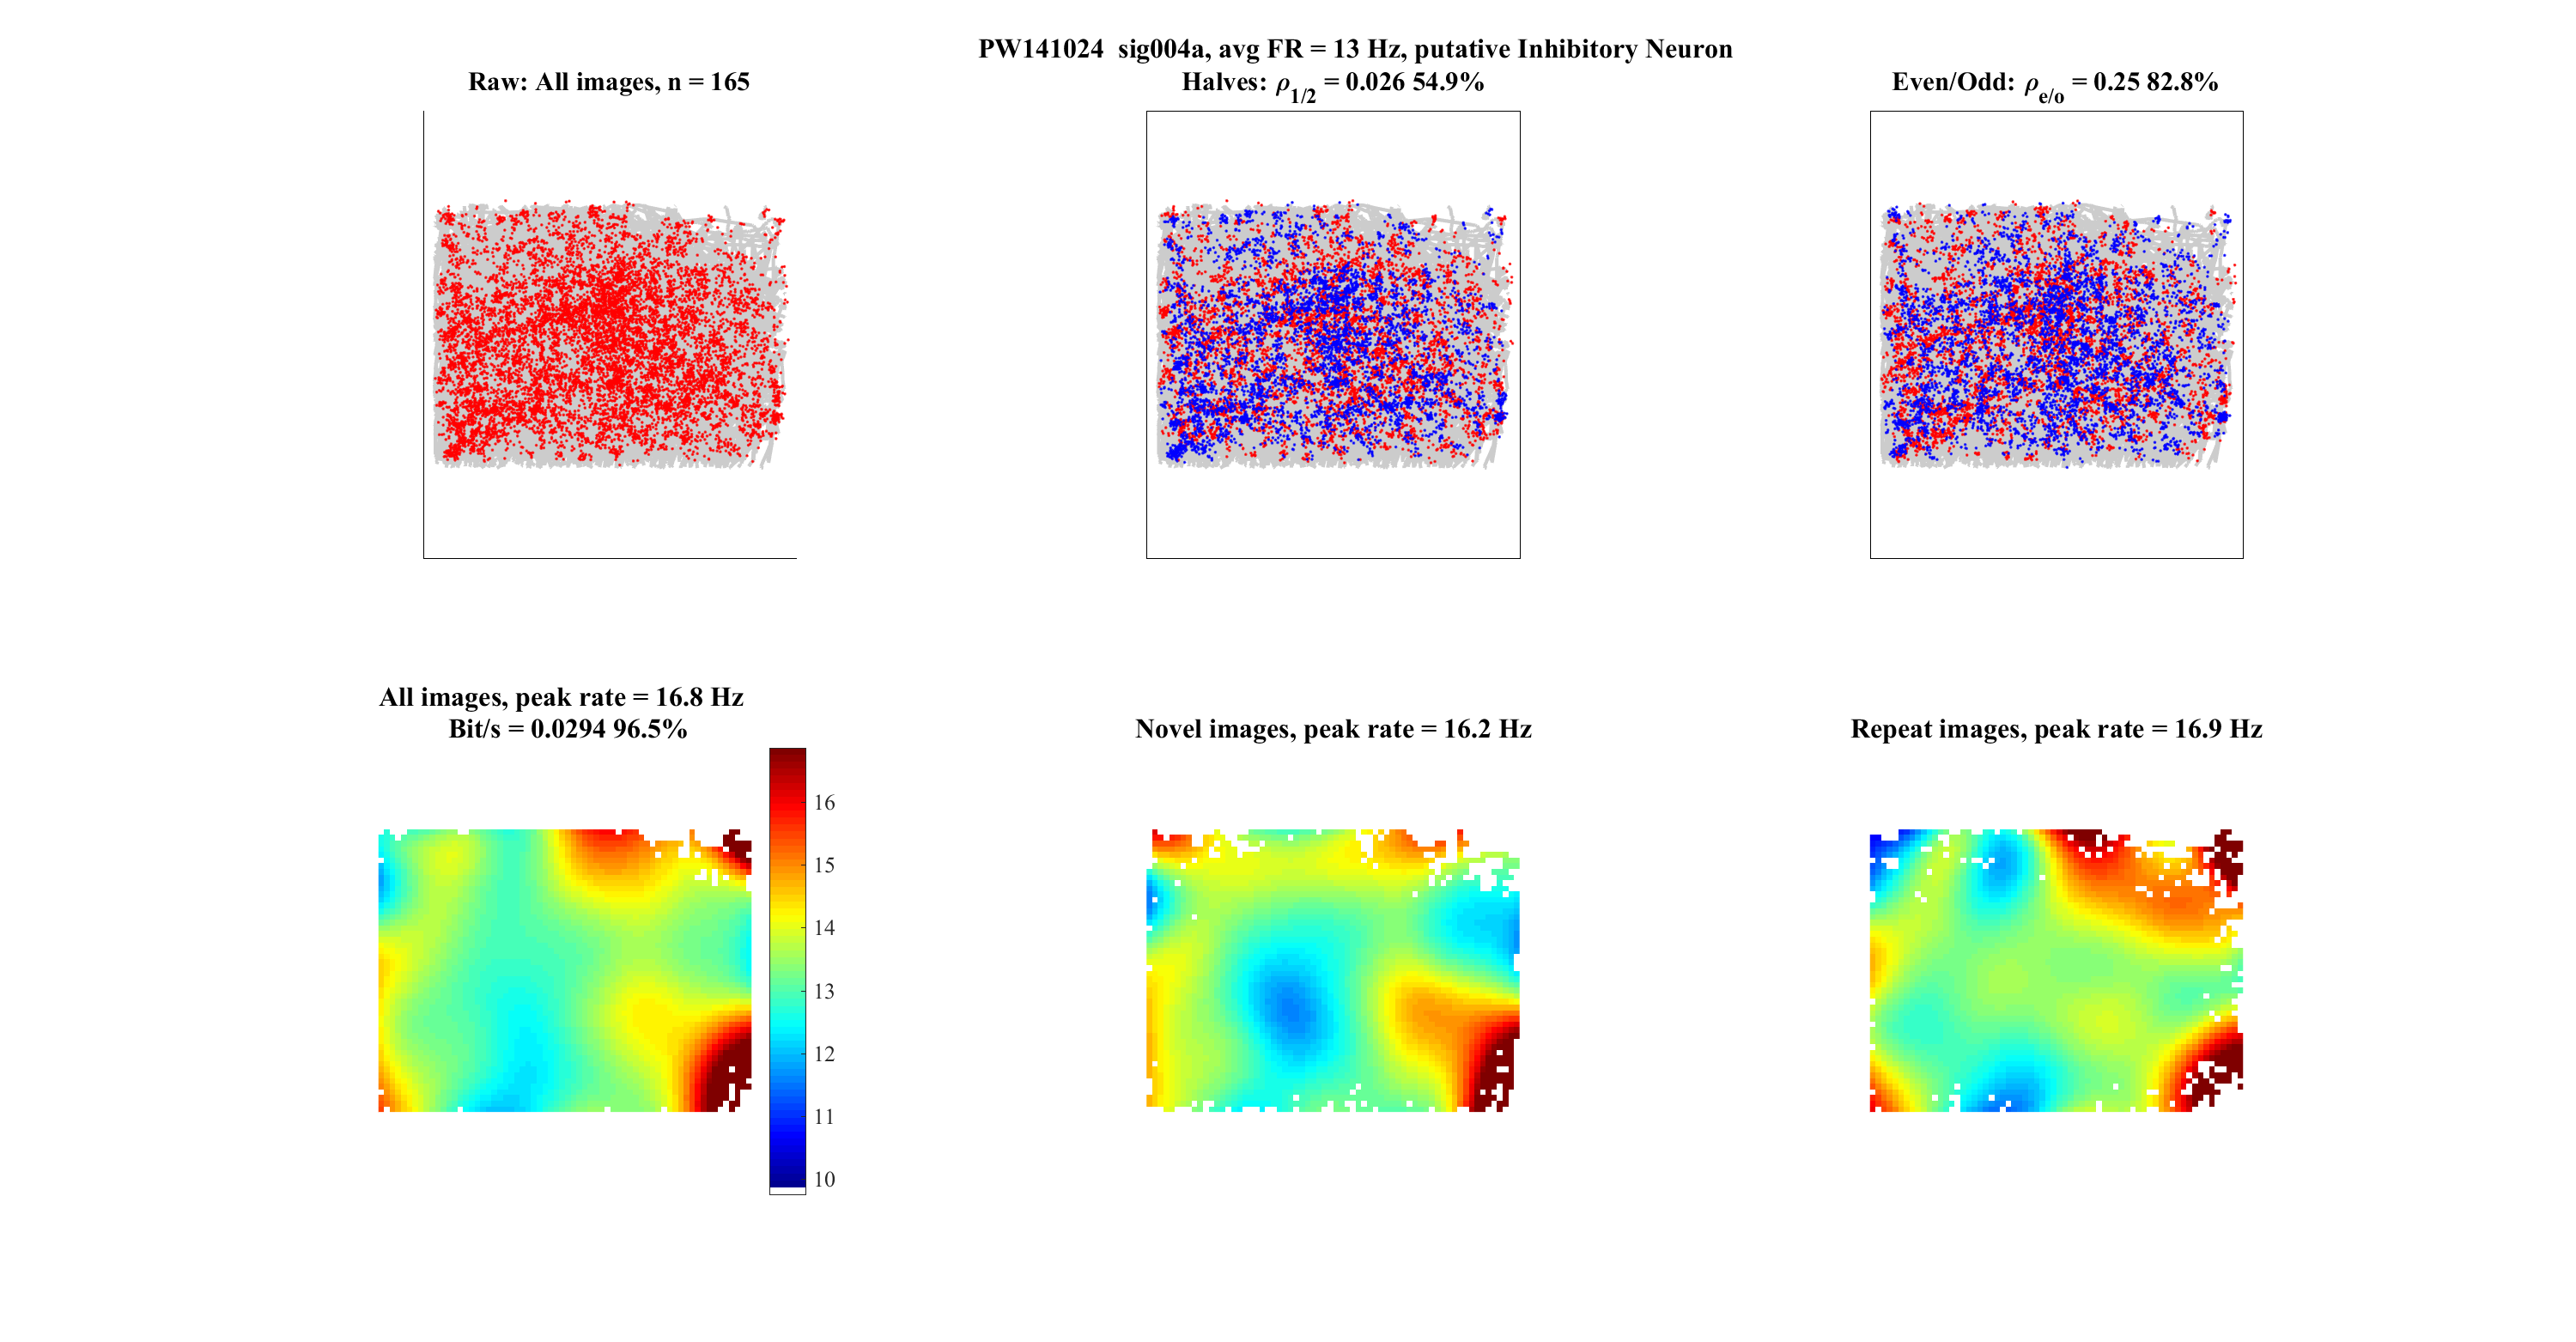 PW141024 sig004a, avg FR = 13 Hz, putative Inhibitory Neuron
Raw: All images, n = 165
Halves: ρ1/2 = 0.026 54.9%
Even/Odd: ρe/o = 0.25 82.8%
All images, peak rate = 16.8 Hz
Bit/s = 0.0294 96.5%
Novel images, peak rate = 16.2 Hz
Repeat images, peak rate = 16.9 Hz
16
15
14
13
12
11
10